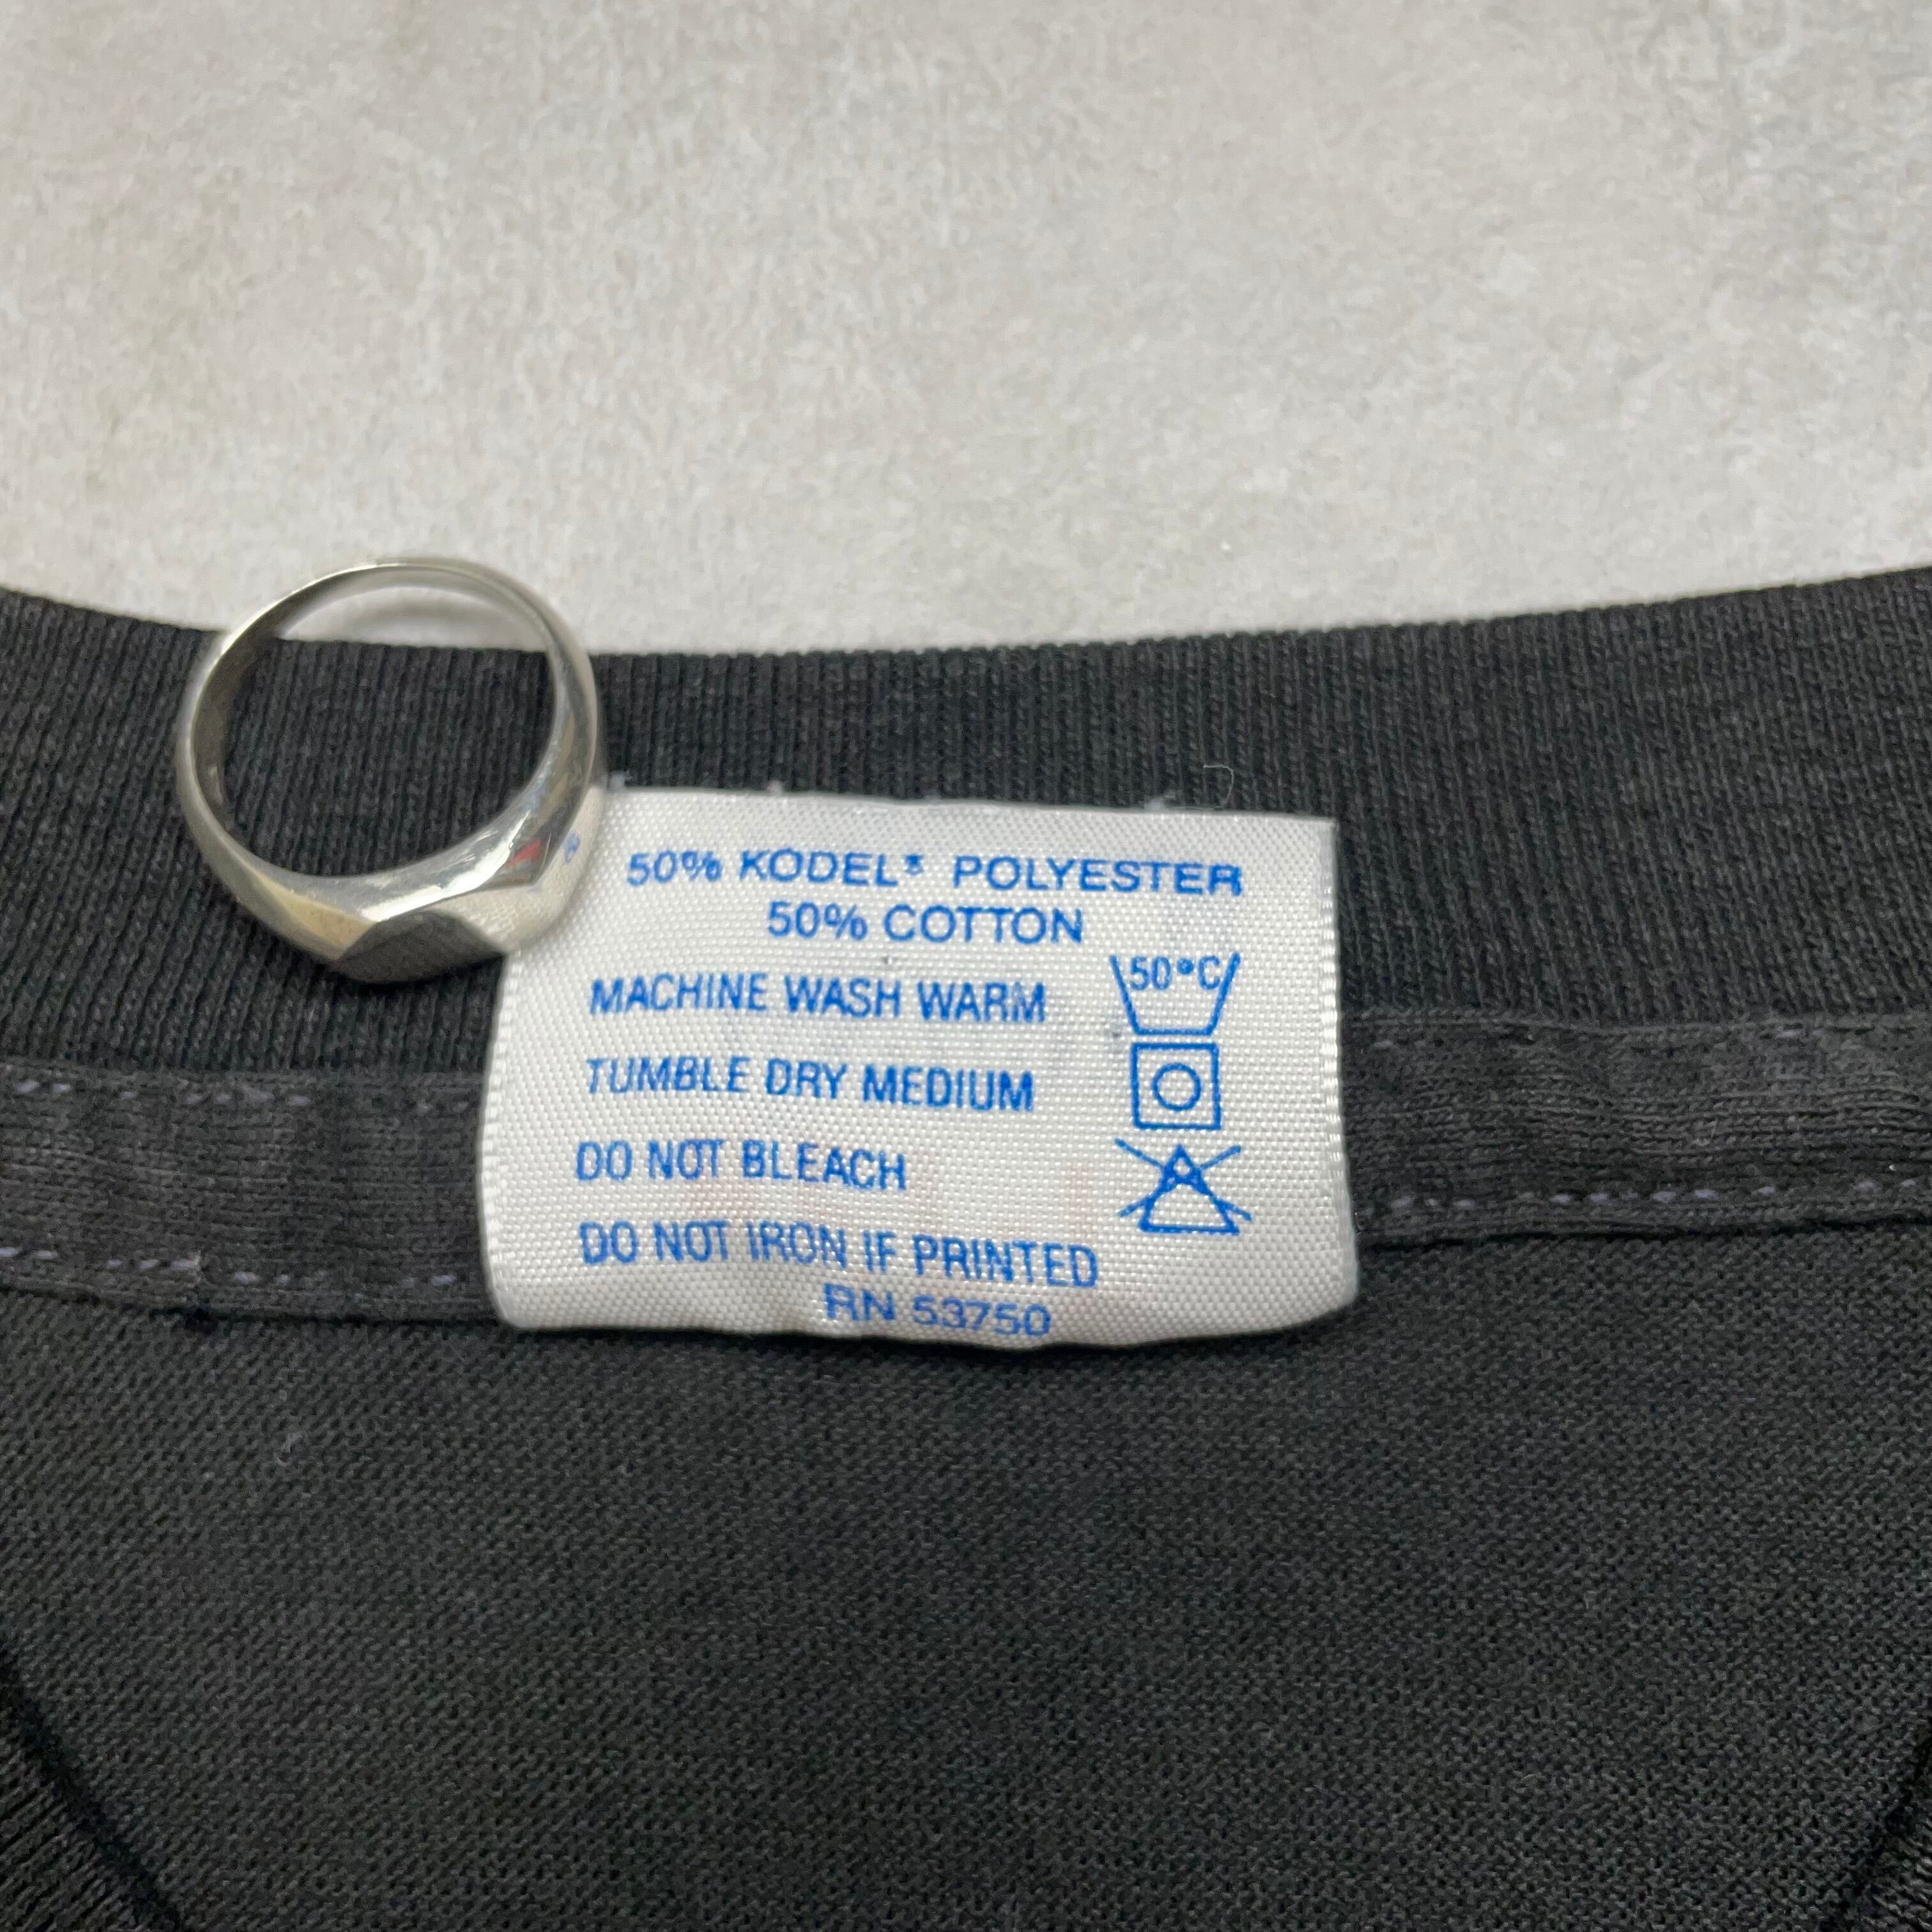 50% KODEL® POLYESTER
50% COTTON
MACHINE WASH WARM
50°C
TUMBLE DRY MEDIUM
DO NOT BLEACH
DO NOT IRON IF PRINTED
RN 53750